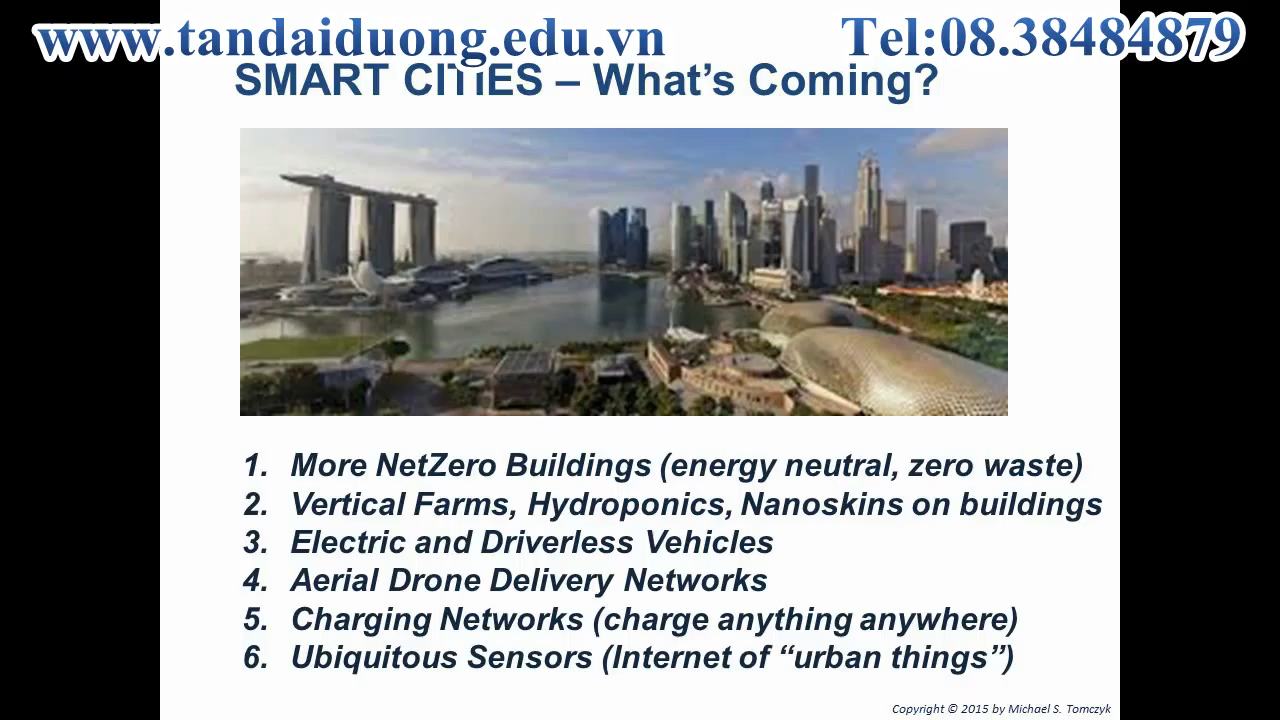 www.tandaiduong.edu.vn Tel:08.38484879
SMART CITIES – What’s Coming?
1. More NetZero Buildings (energy neutral, zero waste)
2. Vertical Farms, Hydroponics, Nanoskins on buildings
3. Electric and Driverless Vehicles
4. Aerial Drone Delivery Networks
5. Charging Networks (charge anything anywhere)
6. Ubiquitous Sensors (Internet of “urban things”)
Copyright © 2015 by Michael S. Tomczyk